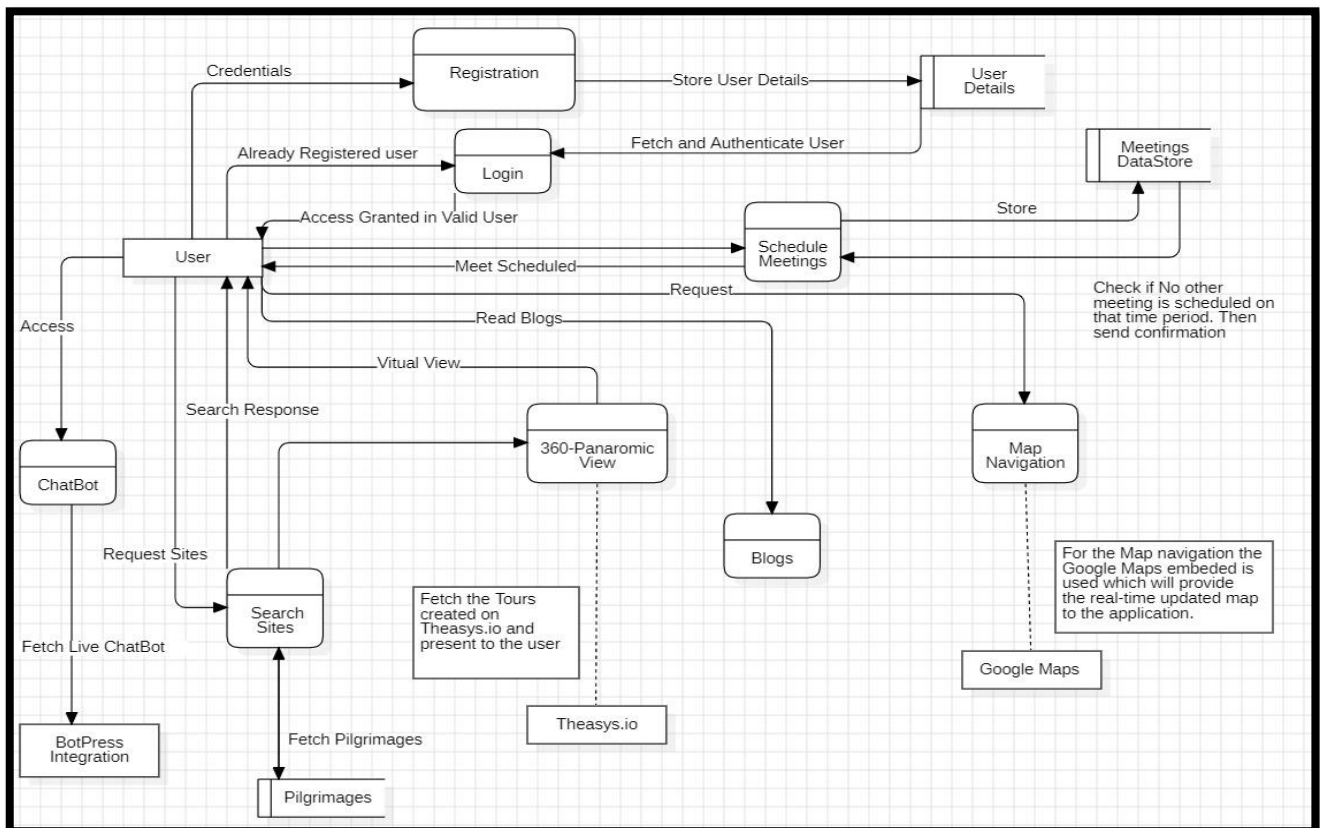 Credentials
Registration
Store User Details
User
Details
Already Registered user
Login
Fetch and Authenticate User
Meetings
DataStore
Access Granted in Valid User
Store
User
Schedule
Meetings
Meet Scheduled
Request
Check if No other
meeting is scheduled on
that time period. Then
send confirmation
Access
Read Blogs
Vitual View
Search Response
360-Panaromic
View
Map
Navigation
ChatBot
Request Sites
Blogs
For the Map navigation the
Google Maps embeded is
used which will provide
the real-time updated map
to the application.
Search
Sites
Fetch the Tours
created on
Theasys.io and
present to the user
Fetch Live ChatBot
Google Maps
Theasys.io
BotPress
Integration
Fetch Pilgrimages
Pilgrimages